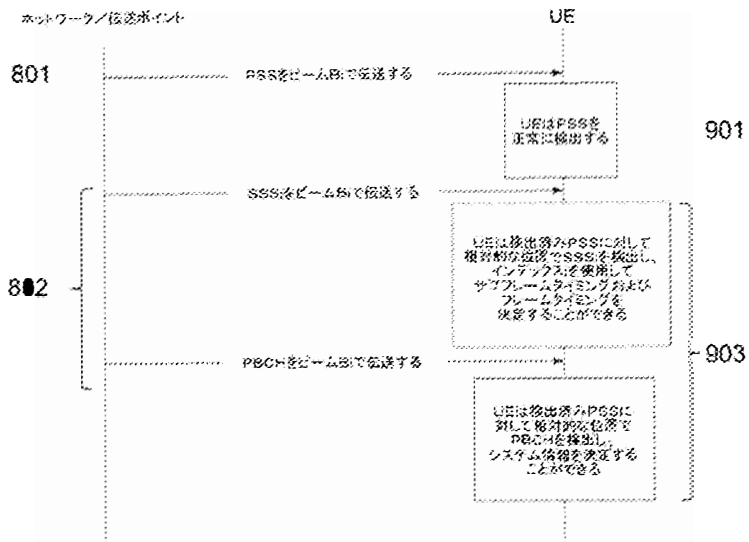 ネットワーク／伝送ポイント
UE
801
PSSをビームBiで伝送する
UEはPSSを
正常に検出する
901
SSSをビームBiで伝送する
UEは検出済みPSSに対して
相対的な位置でSSSiを検出し、
インデックスiを使用して
サブフレームタイミングおよび
フレームタイミングを
決定することができる
802
PBCHをビームBiで伝送する
903
UEは検出済みPSSに
対して相対的な位置で
PBCHを検出し、
システム情報を決定する
ことができる